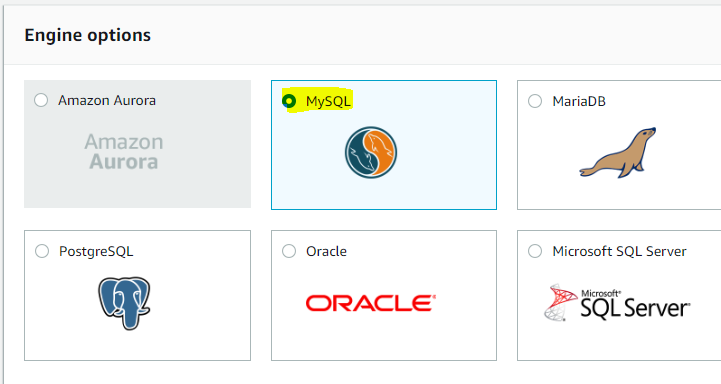 Engine options
Amazon Aurora
Amazon
Aurora
MySQL
MariaDB
PostgreSQL
Oracle
ORACLE®
Microsoft SQL Server
Microsoft®
SQL Server®